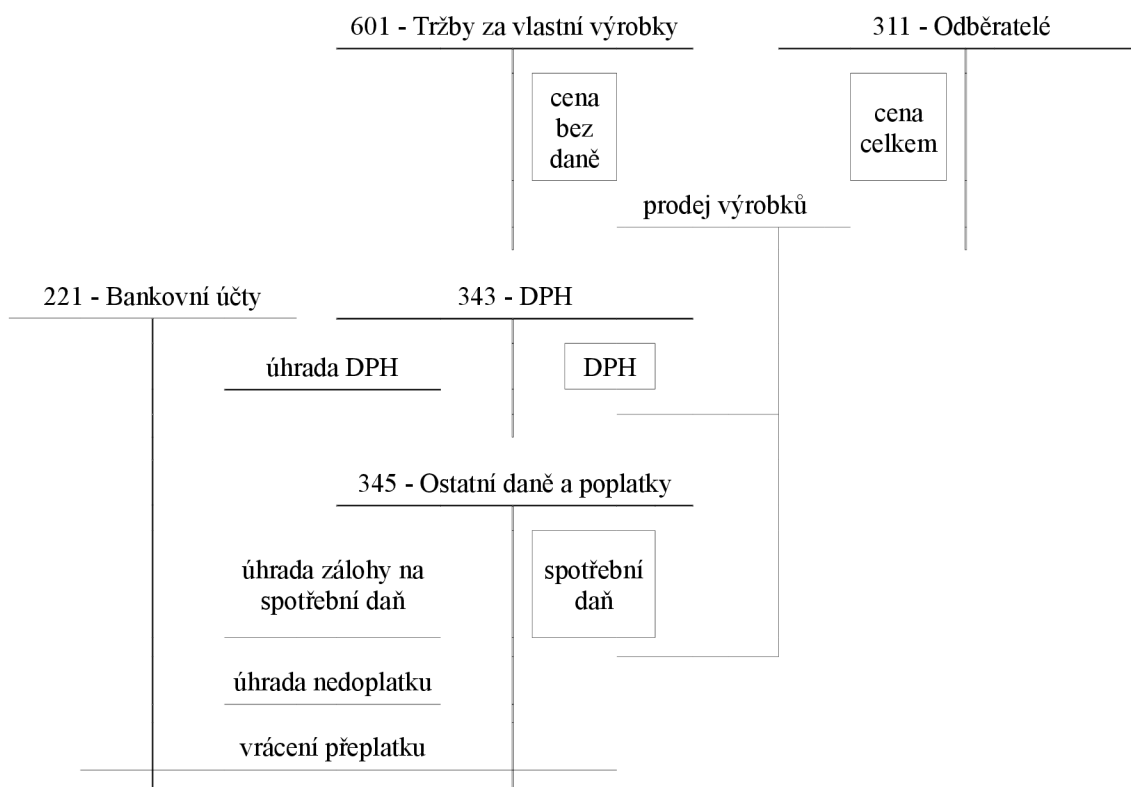 601 - Tržby za vlastní výrobky
311 - Odběratelé
cena
bez
daně
cena
celkem
prodej výrobků
221 - Bankovní účty
343 - DPH
úhrada DPH
DPH
345 - Ostatní daně a poplatky
úhrada zálohy na
spotřební daň
spotřební
daň
úhrada nedoplatku
vrácení přeplatku